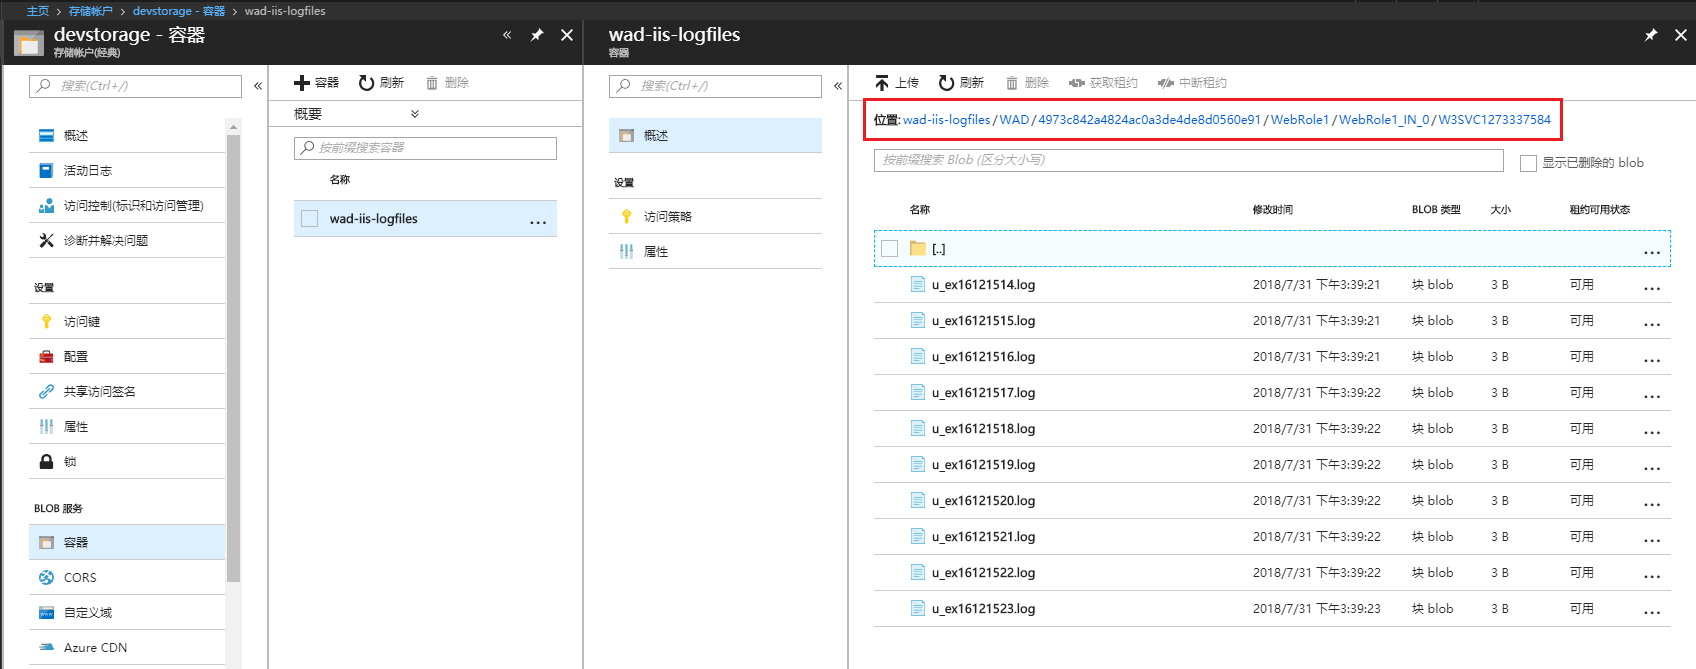 主页 > 存储帐户 > devstorage - 容器 > wad-iis-logfiles
devstorage - 容器
存储帐户(经典)
搜索(Ctrl+/)
概述
活动日志
访问控制(标识和访问管理)
诊断并解决问题
设置
访问键
配置
共享访问签名
属性
锁
BLOB 服务
容器
CORS
自定义域
Azure CDN
容器 刷新 删除
概要
按前缀搜索容器
名称
wad-iis-logfiles ...
wad-iis-logfiles
容器
搜索(Ctrl+/)
概述
设置
访问策略
属性
上传 刷新 删除 获取租约 中断租约
位置: wad-iis-logfiles / WAD / 4973c842a4824ac0a3de4de8d0560e91 / WebRole1 / WebRole1_IN_0 / W3SVC1273337584
按前缀搜索 Blob (区分大小写) 显示已删除的 blob
名称 修改时间 BLOB 类型 大小 租约可用状态
[..] ...
u_ex16121514.log 2018/7/31 下午3:39:21 块 blob 3 B 可用 ...
u_ex16121515.log 2018/7/31 下午3:39:21 块 blob 3 B 可用 ...
u_ex16121516.log 2018/7/31 下午3:39:21 块 blob 3 B 可用 ...
u_ex16121517.log 2018/7/31 下午3:39:22 块 blob 3 B 可用 ...
u_ex16121518.log 2018/7/31 下午3:39:22 块 blob 3 B 可用 ...
u_ex16121519.log 2018/7/31 下午3:39:22 块 blob 3 B 可用 ...
u_ex16121520.log 2018/7/31 下午3:39:22 块 blob 3 B 可用 ...
u_ex16121521.log 2018/7/31 下午3:39:22 块 blob 3 B 可用 ...
u_ex16121522.log 2018/7/31 下午3:39:22 块 blob 3 B 可用 ...
u_ex16121523.log 2018/7/31 下午3:39:23 块 blob 3 B 可用 ...